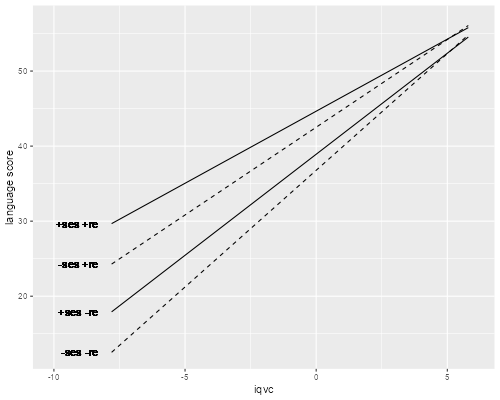 language score
50
40
30
20
+ses +re
-ses +re
+ses -re
-ses -re
-10
-5
0
5
iqvc